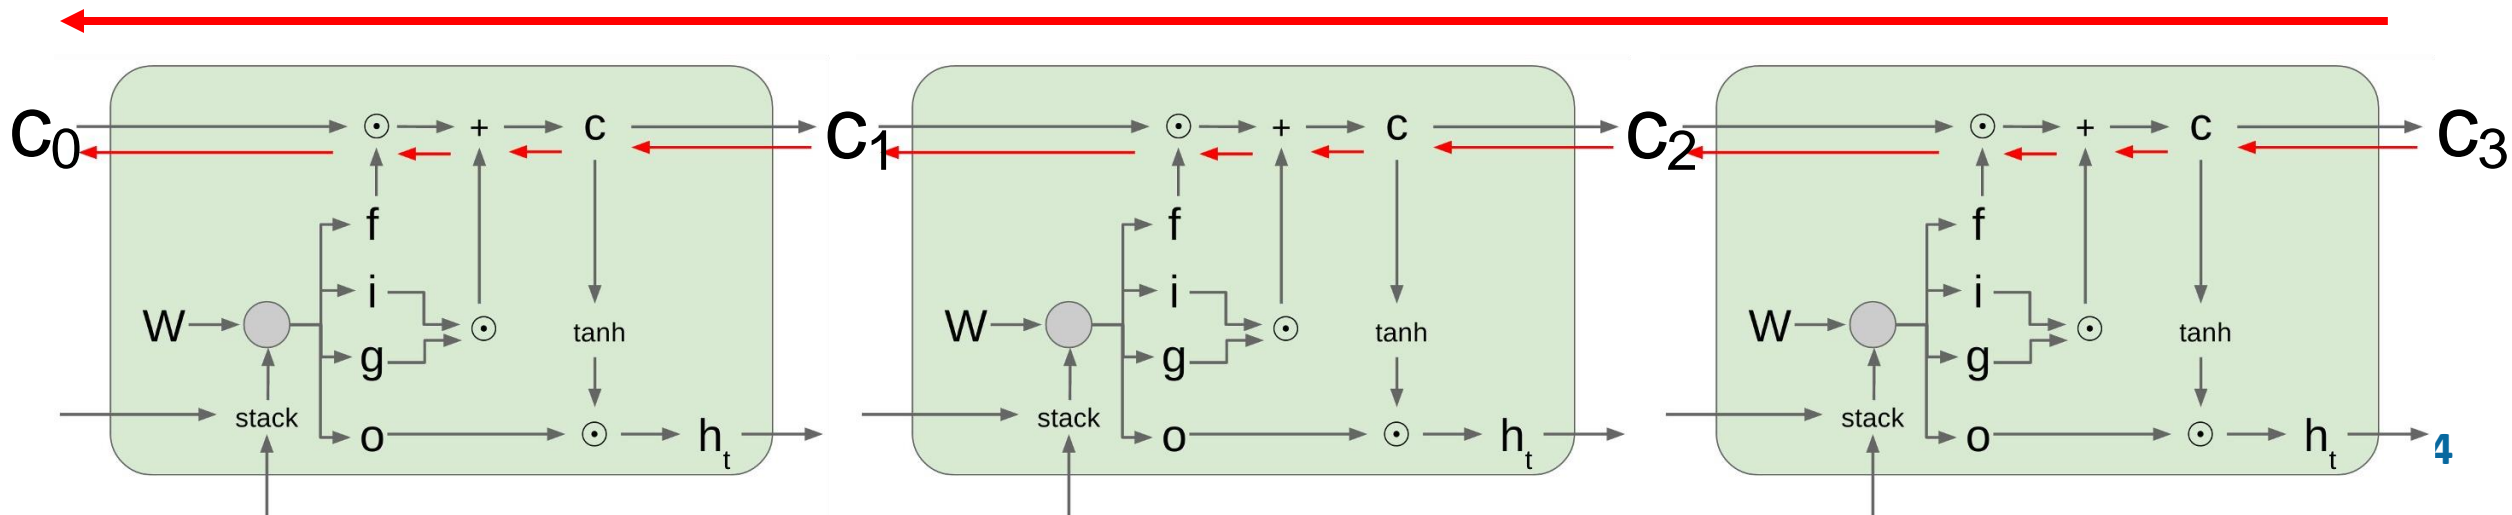 C0 ⊙ + c C1 ⊙ + c C2 ⊙ + c C3
f f f
i i i
W ⊙ tanh W ⊙ tanh W ⊙ tanh
g g g
stack stack stack
o ⊙ ht o ⊙ ht o ⊙ ht
4